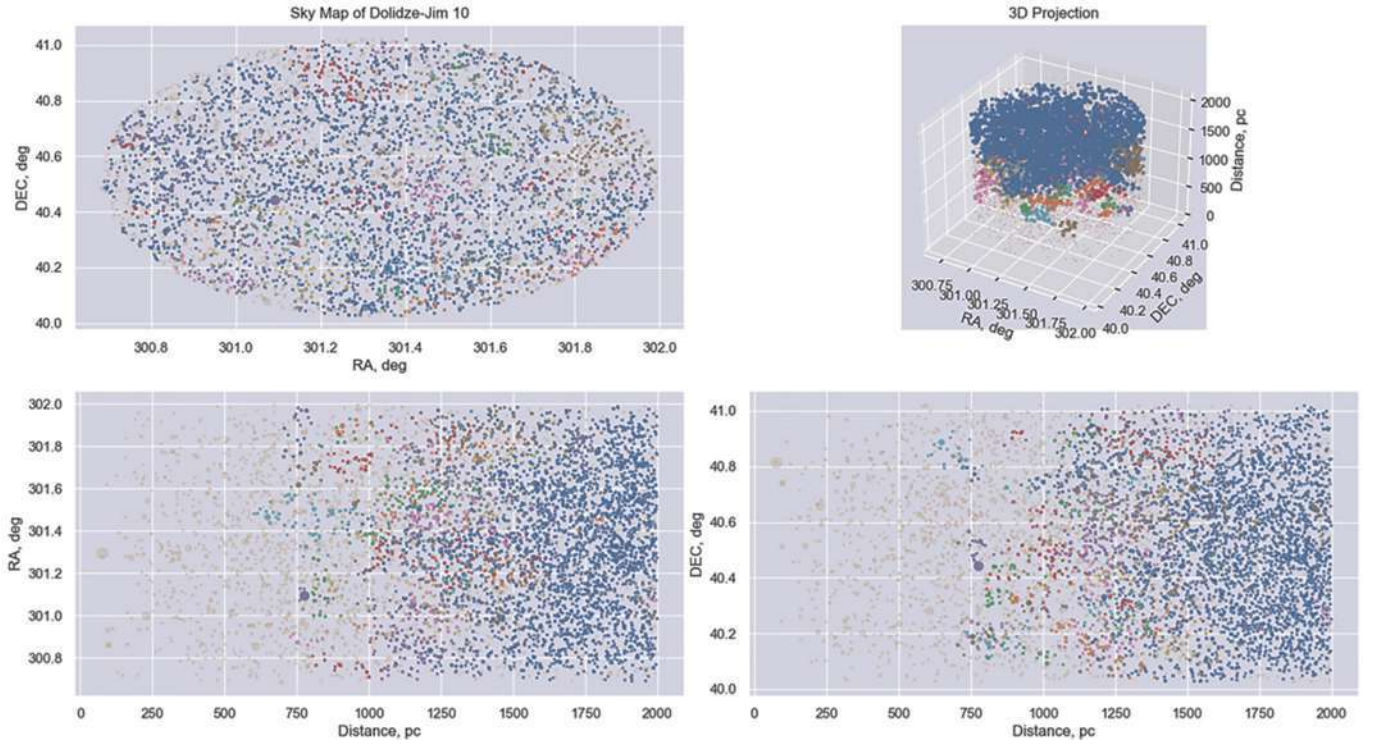 Sky Map of Dolidze-Jim 10
41.0
40.8
40.6
40.4
40.2
40.0
DEC, deg
300.8 301.0 301.2 301.4 301.6 301.8 302.0
RA, deg
3D Projection
2000
1500
1000
500
0
Distance, pc
41.0
40.8
40.6
40.4
40.2
40.0
DEC, deg
300.75
301.00
301.25
301.50
301.75
302.00
RA, deg
302.0
301.8
301.6
301.4
301.2
301.0
300.8
RA, deg
0 250 500 750 1000 1250 1500 1750 2000
Distance, pc
41.0
40.8
40.6
40.4
40.2
40.0
DEC, deg
0 250 500 750 1000 1250 1500 1750 2000
Distance, pc